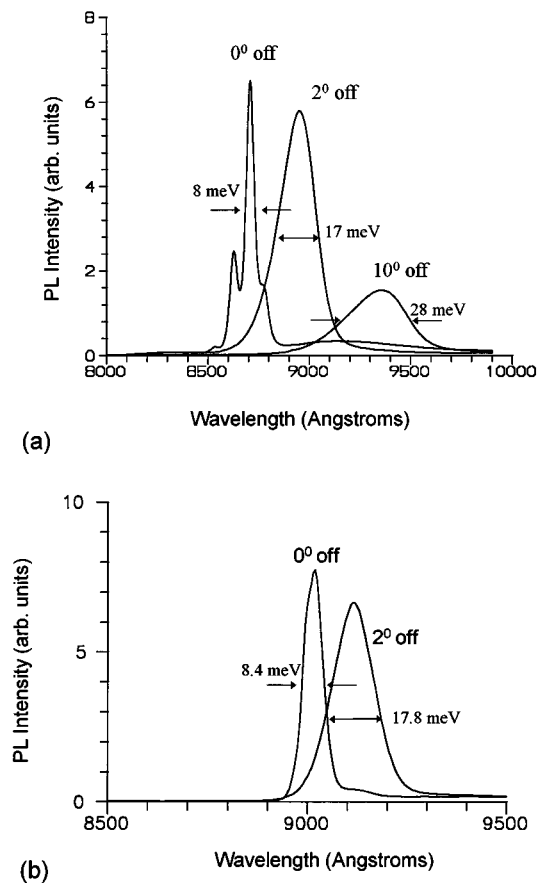 8
6
4
2
0
8000 8500 9000 9500 10000
PL Intensity (arb. units)
Wavelength (Angstroms)
0⁰ off
2⁰ off
10⁰ off
8 meV
17 meV
28 meV
(a)
10
5
0
8500 9000 9500
PL Intensity (arb. units)
Wavelength (Angstroms)
0⁰ off
2⁰ off
8.4 meV
17.8 meV
(b)